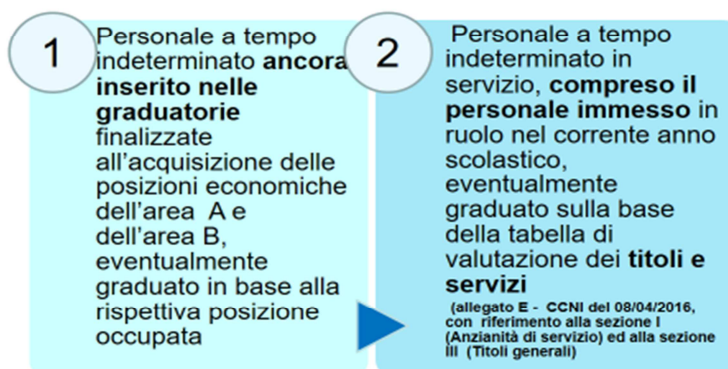 1
Personale a tempo
indeterminato ancora
inserito nelle
graduatorie
finalizzate
all'acquisizione delle
posizioni economiche
dell'area A e
dell'area B,
eventualmente
graduato in base alla
rispettiva posizione
occupata
2
Personale a tempo
indeterminato in
servizio, compreso il
personale immesso in
ruolo nel corrente anno
scolastico,
eventualmente
graduato sulla base
della tabella di
valutazione dei titoli e
servizi
(allegato E - CCNI del 08/04/2016,
con riferimento alla sezione I
(Anzianità di servizio) ed alla sezione
III (Titoli generali)